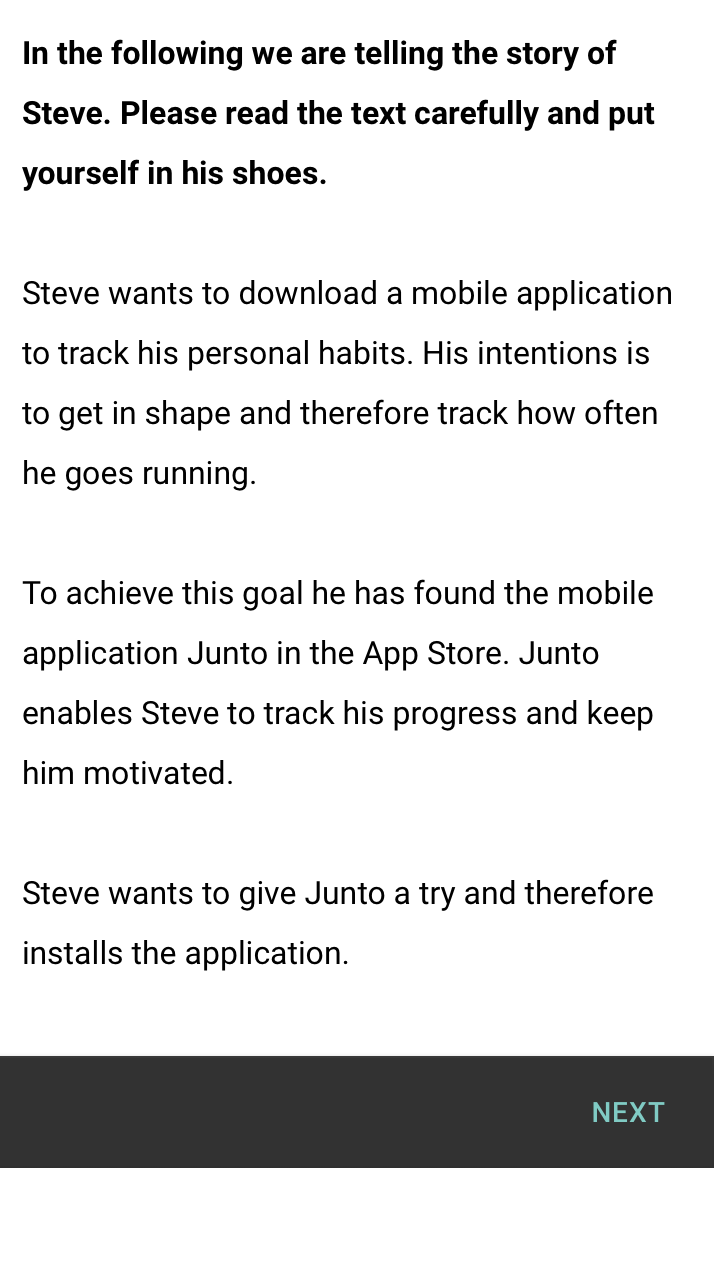 In the following we are telling the story of
Steve. Please read the text carefully and put
yourself in his shoes.
Steve wants to download a mobile application
to track his personal habits. His intentions is
to get in shape and therefore track how often
he goes running.
To achieve this goal he has found the mobile
application Junto in the App Store. Junto
enables Steve to track his progress and keep
him motivated.
Steve wants to give Junto a try and therefore
installs the application.
NEXT